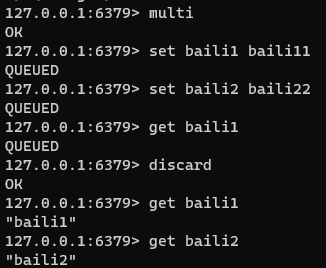 127.0.0.1:6379> multi
OK
127.0.0.1:6379> set baili1 baili11
QUEUED
127.0.0.1:6379> set baili2 baili22
QUEUED
127.0.0.1:6379> get baili1
QUEUED
127.0.0.1:6379> discard
OK
127.0.0.1:6379> get baili1
"baili1"
127.0.0.1:6379> get baili2
"baili2"